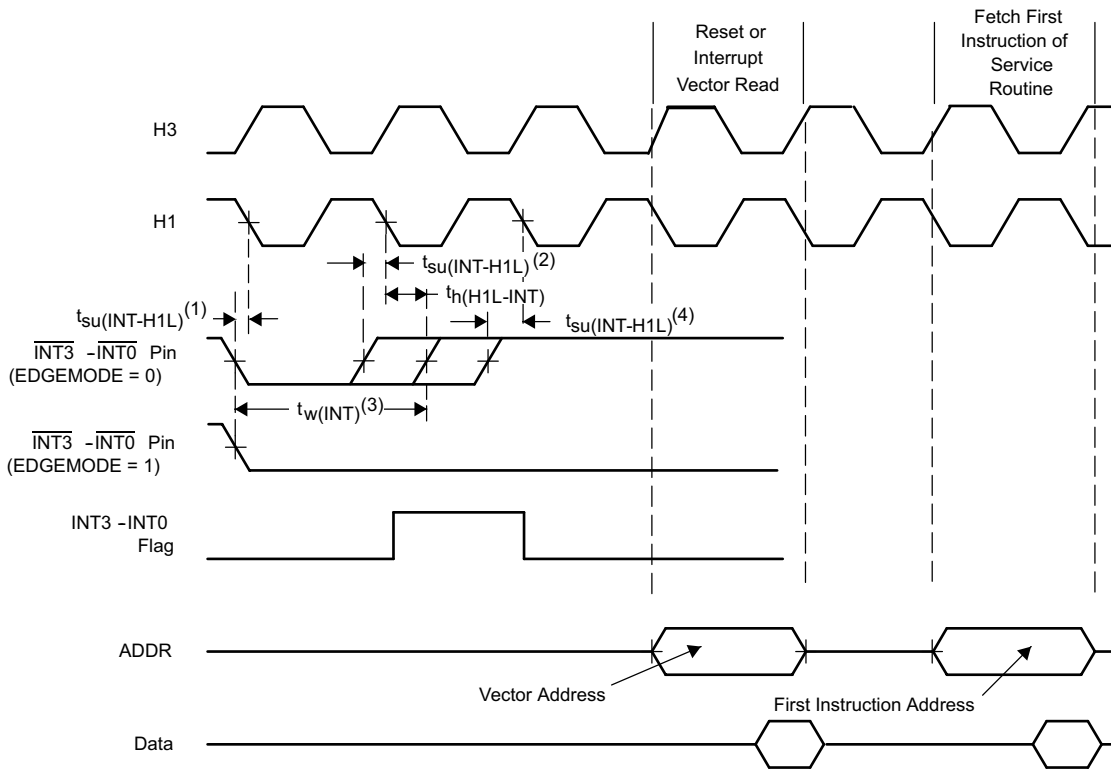 Reset or
Interrupt
Vector Read
Fetch First
Instruction of
Service
Routine
H3
H1
tsu(INT-H1L)(2)
th(H1L-INT)
tsu(INT-H1L)(1)
tsu(INT-H1L)(4)
INT3 -INT0 Pin
(EDGEMODE = 0)
tw(INT)(3)
INT3 -INT0 Pin
(EDGEMODE = 1)
INT3 -INT0
Flag
ADDR
Vector Address
First Instruction Address
Data